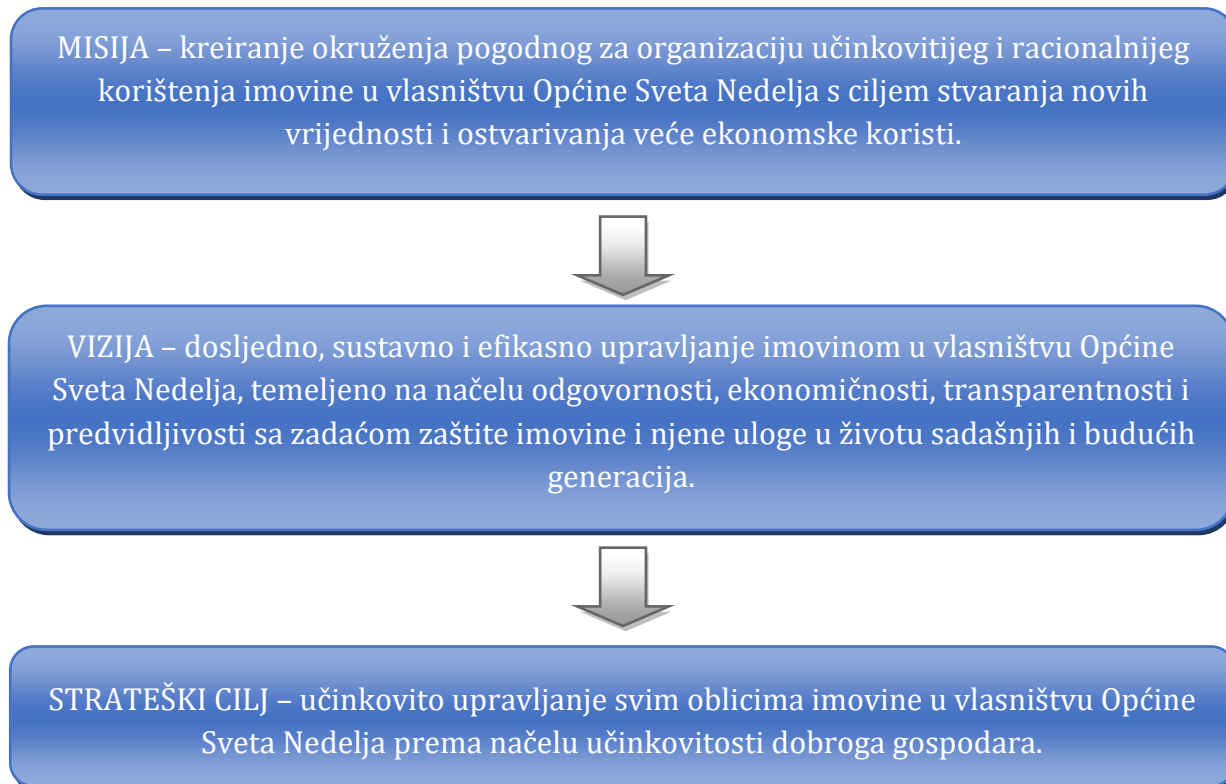 MISIJA – kreiranje okruženja pogodnog za organizaciju učinkovitijeg i racionalnijeg
korištenja imovine u vlasništvu Općine Sveta Nedelja s ciljem stvaranja novih
vrijednosti i ostvarivanja veće ekonomske koristi.
VIZIJA – dosljedno, sustavno i efikasno upravljanje imovinom u vlasništvu Općine
Sveta Nedelja, temeljeno na načelu odgovornosti, ekonomičnosti, transparentnosti i
predvidljivosti sa zadaćom zaštite imovine i njene uloge u životu sadašnjih i budućih
generacija.
STRATEŠKI CILJ – učinkovito upravljanje svim oblicima imovine u vlasništvu Općine
Sveta Nedelja prema načelu učinkovitosti dobroga gospodara.